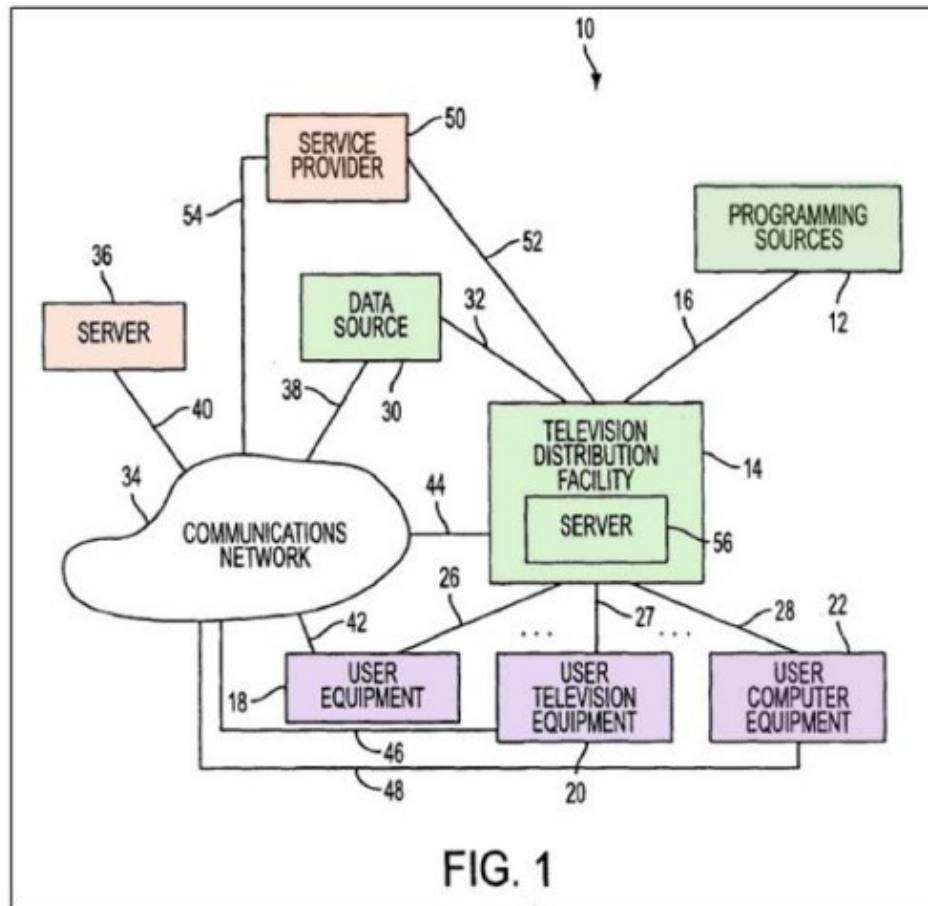 10
SERVICE
PROVIDER
50
54
52
PROGRAMMING
SOURCES
36
SERVER
DATA
SOURCE
32
16
12
38
30
40
34
COMMUNICATIONS
NETWORK
44
TELEVISION
DISTRIBUTION
FACILITY
14
SERVER
56
26
27
28
22
42
...
...
18
USER
EQUIPMENT
USER
TELEVISION
EQUIPMENT
USER
COMPUTER
EQUIPMENT
46
20
48
FIG. 1